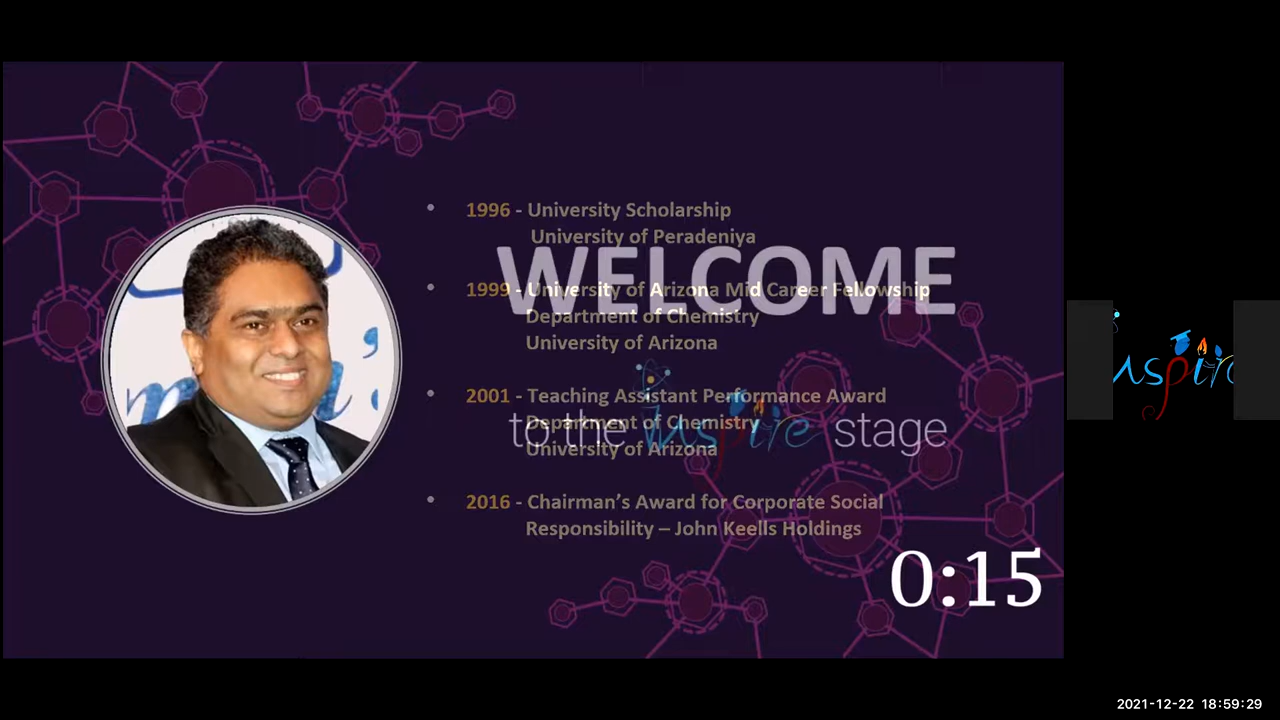 1996 - University Scholarship
University of Peradeniya
WELCOME
1999 - University of Arizona Mid Career Fellowship
Department of Chemistry
University of Arizona
2001 - Teaching Assistant Performance Award
Department of Chemistry
to the inspire stage
University of Arizona
2016 - Chairman’s Award for Corporate Social
Responsibility – John Keells Holdings
0:15
inspire
2021-12-22 18:59:29